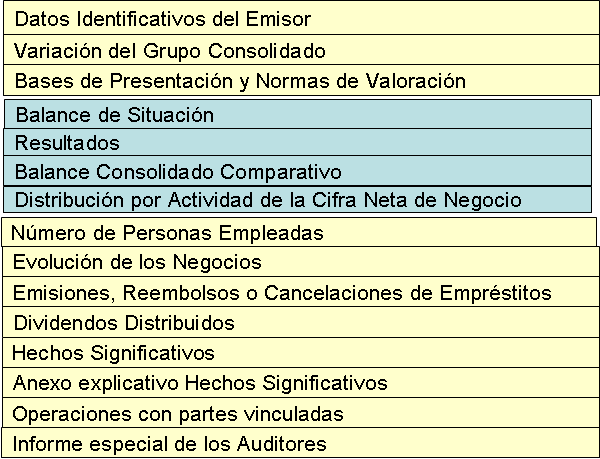 Datos Identificativos del Emisor
Variación del Grupo Consolidado
Bases de Presentación y Normas de Valoración
Balance de Situación
Resultados
Balance Consolidado Comparativo
Distribución por Actividad de la Cifra Neta de Negocio
Número de Personas Empleadas
Evolución de los Negocios
Emisiones, Reembolsos o Cancelaciones de Empréstitos
Dividendos Distribuidos
Hechos Significativos
Anexo explicativo Hechos Significativos
Operaciones con partes vinculadas
Informe especial de los Auditores